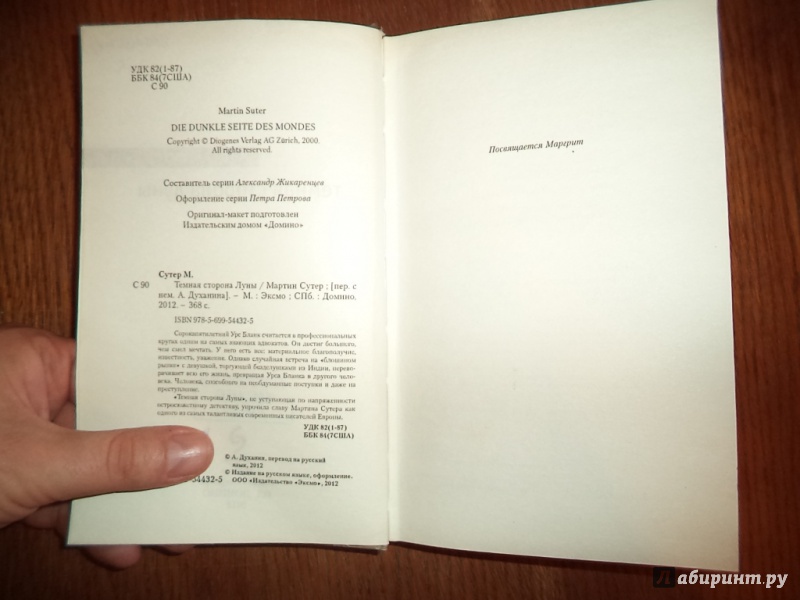 УДК 82(1-87)
ББК 84(7США)
С 90
Martin Suter
DIE DUNKLE SEITE DES MONDES
Copyright © Diogenes Verlag AG Zürich, 2000.
All rights reserved.
Составитель серии Александр Жикаренцев
Оформление серии Петра Петрова
Оригинал-макет подготовлен
Издательским домом «Домино»
Сутер М.
С 90 Темная сторона Луны / Мартин Сутер ; [пер. с
нем. А. Духанина]. – М. : Эксмо ; СПб. : Домино,
2012. – 368 с.
ISBN 978-5-699-54432-5
Сорокапятилетний Урс Бланк считается в профессиональных
кругах одним из самых имеющих адвокатов. Он достиг большего,
чем смел мечтать. У него есть все: материальное благополучие,
известность, уважение. Однако случайная встреча на «блошином
рынке» с девушкой, торгующей безделушками из Индии, перево-
рачивает всю его жизнь, превращая Урса Бланка в другого чело-
века. Человека, способного на необдуманные поступки и даже на
преступление.
«Темная сторона Луны», не уступающая по напряженности
остросюжетному детективу, упрочила славу Мартина Сутера как
одного из самых талантливых современных писателей Европы.
УДК 82(1-87)
ББК 84(7США)
© А. Духанин, перевод на русский
язык, 2012
© Издание на русском языке, оформление.
54432-5 ООО «Издательство «Эксмо», 2012
Посвящается Маргрит
Лабиринт.ру